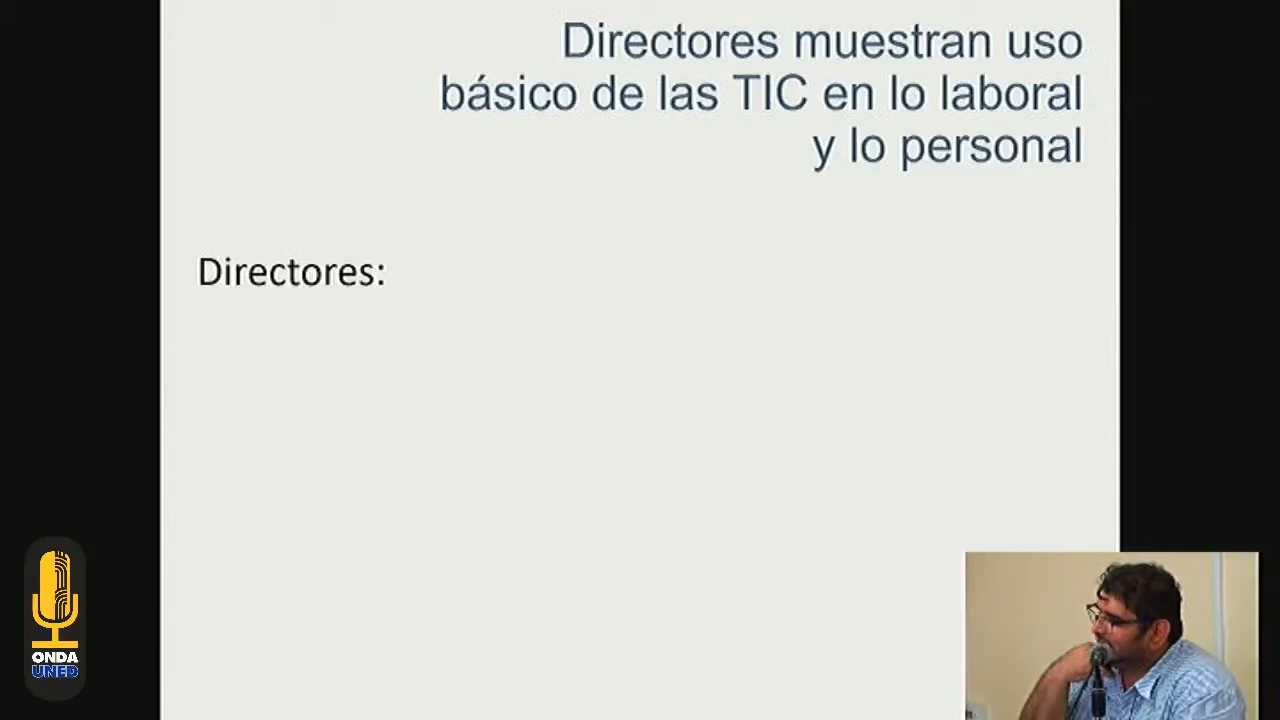 Directores muestran uso
básico de las TIC en lo laboral
y lo personal
Directores:
ONDA
UNED